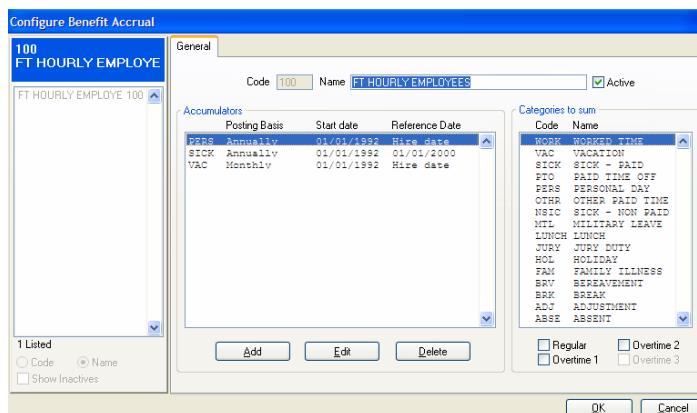 Configure Benefit Accrual
100
FT HOURLY EMPLOYE
FT HOURLY EMPLOYE 100
1 Listed
Code Name
Show Inactives
General
Code 100 Name FT HOURLY EMPLOYEES Active
Accumulators
Posting Basis Start date Reference Date
PERS Annually 01/01/1992 Hire date
SICK Annually 01/01/1992 01/01/2000
VAC Monthly 01/01/1992 Hire date
Add Edit Delete
Categories to sum
Code Name
WORK WORKED TIME
VAC VACATION
SICK SICK - PAID
PTO PAID TIME OFF
PERS PERSONAL DAY
OTHR OTHER PAID TIME
NSIC SICK - NON PAID
MTL MILITARY LEAVE
LUNCH LUNCH
JURY JURY DUTY
HOL HOLIDAY
FAM FAMILY ILLNESS
BRV BEREAVEMENT
BRK BREAK
ADJ ADJUSTMENT
ABSE ABSENT
Regular Overtime 2
Overtime 1 Overtime 3
OK Cancel